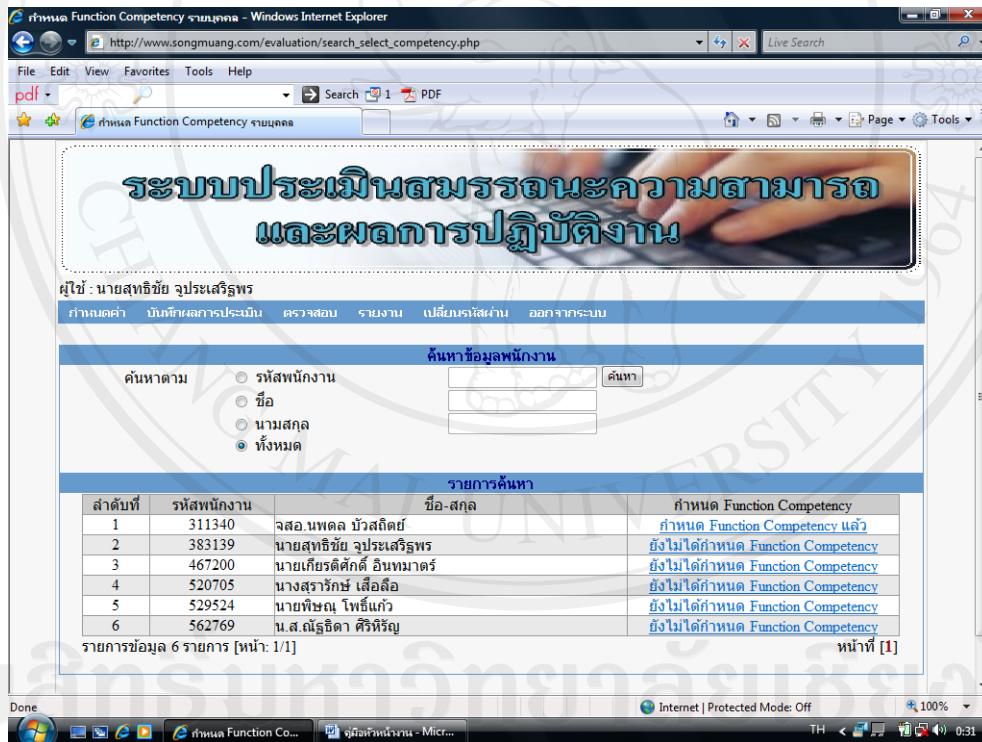 กำหนด Function Competency รายบุคคล - Windows Internet Explorer
http://www.songmuang.com/evaluation/search_select_competency.php
Live Search
File Edit View Favorites Tools Help
pdf Search 1 PDF
กำหนด Function Competency รายบุคคล Page Tools
ระบบประเมินสมรรถนะความสามารถ
และผลการปฏิบัติงาน
ผู้ใช้ : นายสุทธิชัย จูประเสริฐพร
กำหนดค่า บันทึกผลการประเมิน ตรวจสอบ รายงาน เปลี่ยนรหัสผ่าน ออกจากระบบ
ค้นหาข้อมูลพนักงาน
ค้นหาตาม รหัสพนักงาน ค้นหา
ชื่อ
นามสกุล
ทั้งหมด
รายการค้นหา
ลำดับที่ รหัสพนักงาน ชื่อ-สกุล กำหนด Function Competency
1 311340 จสอ.นพดล บัวสถิตย์ กำหนด Function Competency แล้ว
2 383139 นายสุทธิชัย จูประเสริฐพร ยังไม่ได้กำหนด Function Competency
3 467200 นายเกียรติศักดิ์ อินทมาตร์ ยังไม่ได้กำหนด Function Competency
4 520705 นางสุรารักษ์ เสือลือ ยังไม่ได้กำหนด Function Competency
5 529524 นายพิษณุ โพธิ์แก้ว ยังไม่ได้กำหนด Function Competency
6 562769 น.ส.ณัฐธิดา ศิริหิรัญ ยังไม่ได้กำหนด Function Competency
รายการข้อมูล 6 รายการ [หน้า: 1/1] หน้าที่ [1]
CHIANG MAI UNIVERSITY 1964
Done Internet | Protected Mode: Off 100%
กำหนด Function Co... คู่มือหัวหน้างาน - Micr... TH 0:31